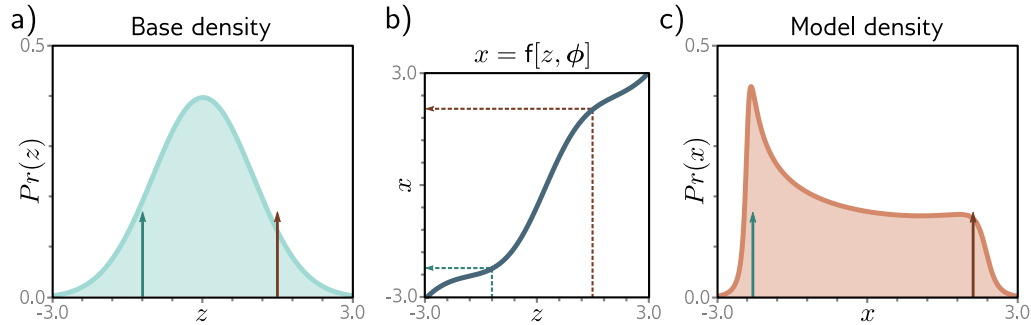 a)
Base density
0.5
Pr(z)
0.0
-3.0
z
3.0
b)
x = f[z, ϕ]
3.0
x
-3.0
-3.0
z
3.0
c)
Model density
0.5
Pr(x)
0.0
-3.0
x
3.0